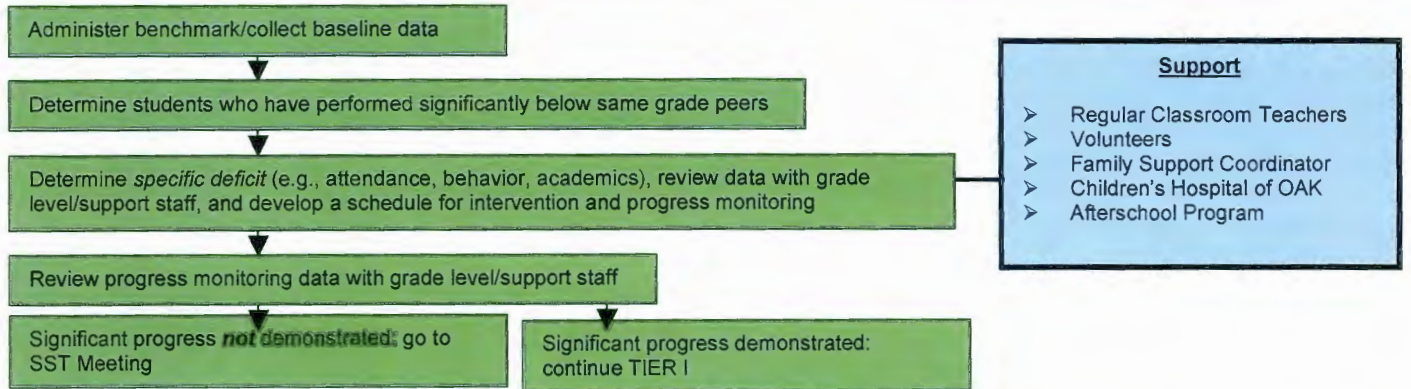 Administer benchmark/collect baseline data
Determine students who have performed significantly below same grade peers
Determine specific deficit (e.g., attendance, behavior, academics), review data with grade
level/support staff, and develop a schedule for intervention and progress monitoring
Support
➢ Regular Classroom Teachers
➢ Volunteers
➢ Family Support Coordinator
➢ Children's Hospital of OAK
➢ Afterschool Program
Review progress monitoring data with grade level/support staff
Significant progress not demonstrated: go to
SST Meeting
Significant progress demonstrated:
continue TIER I